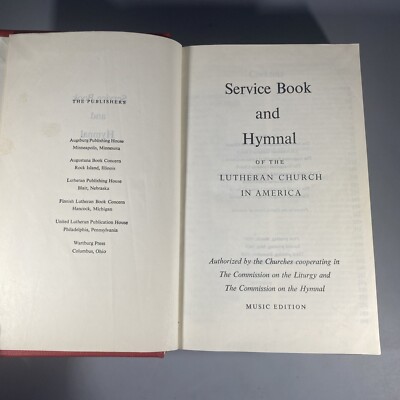 THE PUBLISHERS
Augsburg Publishing House
Minneapolis, Minnesota
Augustana Book Concern
Rock Island, Illinois
Lutheran Publishing House
Blair, Nebraska
Finnish Lutheran Book Concern
Hancock, Michigan
United Lutheran Publication House
Philadelphia, Pennsylvania
Wartburg Press
Columbus, Ohio
Service Book
and
Hymnal
OF THE
LUTHERAN CHURCH
IN AMERICA
Authorized by the Churches cooperating in
The Commission on the Liturgy and
The Commission on the Hymnal
MUSIC EDITION